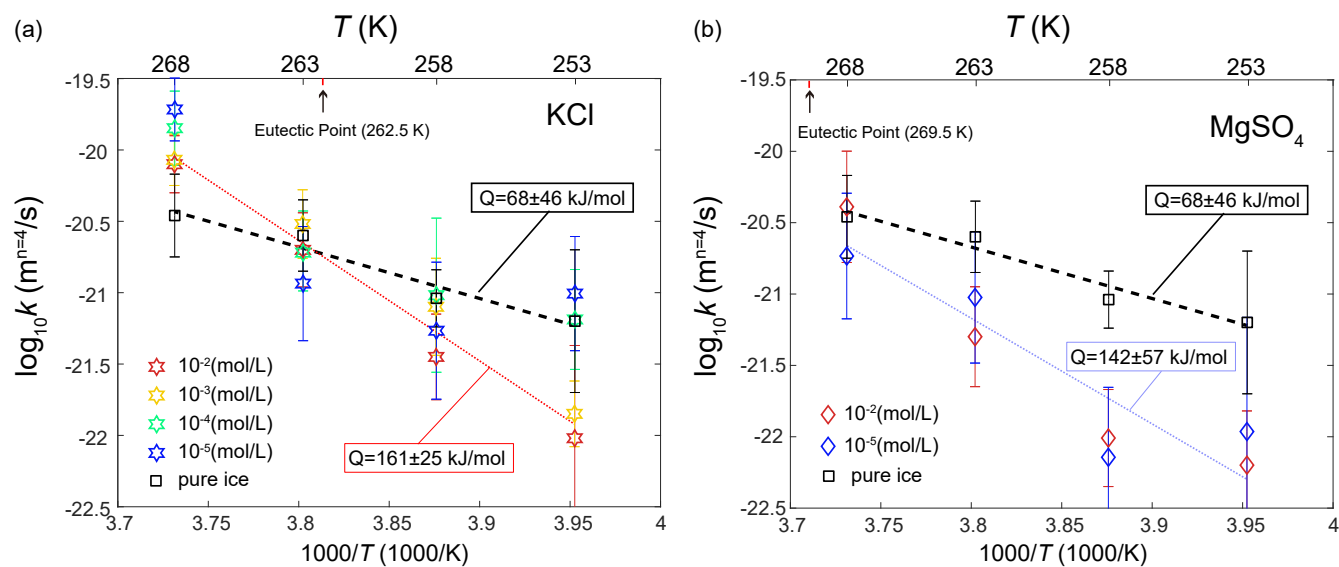 (a)
T (K)
268 263 258 253
-19.5
-20
-20.5
-21
-21.5
-22
-22.5
log₁₀k (mⁿ⁼⁴/s)
KCl
Eutectic Point (262.5 K)
Q=68±46 kJ/mol
Q=161±25 kJ/mol
10⁻²(mol/L)
10⁻³(mol/L)
10⁻⁴(mol/L)
10⁻⁵(mol/L)
pure ice
3.7 3.75 3.8 3.85 3.9 3.95 4
1000/T (1000/K)
(b)
T (K)
268 263 258 253
-19.5
-20
-20.5
-21
-21.5
-22
-22.5
log₁₀k (mⁿ⁼⁴/s)
Eutectic Point (269.5 K)
MgSO₄
Q=68±46 kJ/mol
Q=142±57 kJ/mol
10⁻²(mol/L)
10⁻⁵(mol/L)
pure ice
3.7 3.75 3.8 3.85 3.9 3.95 4
1000/T (1000/K)